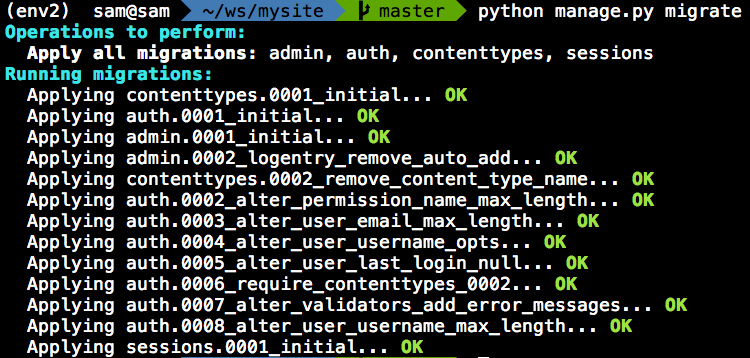 (env2) sam@sam ~/ws/mysite master python manage.py migrate
Operations to perform:
Apply all migrations: admin, auth, contenttypes, sessions
Running migrations:
Applying contenttypes.0001_initial... OK
Applying auth.0001_initial... OK
Applying admin.0001_initial... OK
Applying admin.0002_logentry_remove_auto_add... OK
Applying contenttypes.0002_remove_content_type_name... OK
Applying auth.0002_alter_permission_name_max_length... OK
Applying auth.0003_alter_user_email_max_length... OK
Applying auth.0004_alter_user_username_opts... OK
Applying auth.0005_alter_user_last_login_null... OK
Applying auth.0006_require_contenttypes_0002... OK
Applying auth.0007_alter_validators_add_error_messages... OK
Applying auth.0008_alter_user_username_max_length... OK
Applying sessions.0001_initial... OK